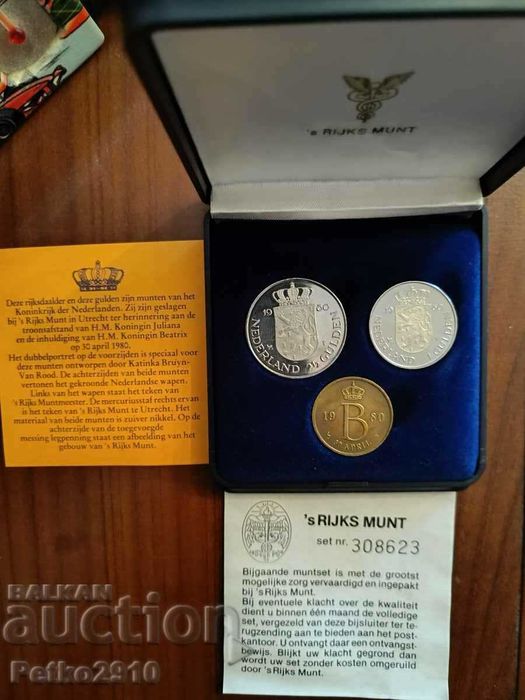 's RIJKS MUNT
1980
NEDERLAND 2½ GULDEN
19
LAND GULDEN
1980
B
30 APRIL
Deze rijksdaalder en deze gulden zijn munten van het
Koninkrijk der Nederlanden. Zij zijn geslagen
bij 's Rijks Munt in Utrecht ter herinnering aan de
troonsafstand van H.M. Koningin Juliana
en de inhuldiging van H.M. Koningin Beatrix
op 30 april 1980.
Het dubbelportret op de voorzijden is speciaal voor
deze munten ontworpen door Katinka Bruyn-
Van Rood. De achterzijden van beide munten
vertonen het gekroonde Nederlandse wapen.
Links van het wapen staat het teken van
's Rijks Muntmeester. De mercuriusstaf rechts ervan
is het teken van 's Rijks Munt te Utrecht. Het
materiaal van beide munten is zuiver nikkel. Op de
achterzijde van de toegevoegde
messing legpenning staat een afbeelding van het
gebouw van 's Rijks Munt.
's RIJKS MUNT
set nr. 308623
Bijgaande muntset is met de grootst
mogelijke zorg vervaardigd en ingepakt
bij 's Rijks Munt.
Bij eventuele klacht over de kwaliteit
dient u binnen één maand de volledige
set, vergezeld van deze bijsluiter ter te-
rugzending aan te bieden aan het post-
kantoor. U ontvangt daar een ontvangst-
bewijs. Blijkt uw klacht gegrond dan
wordt uw set zonder kosten omgeruild
door 's Rijks Munt.
BALKAN
auction
Petko2910